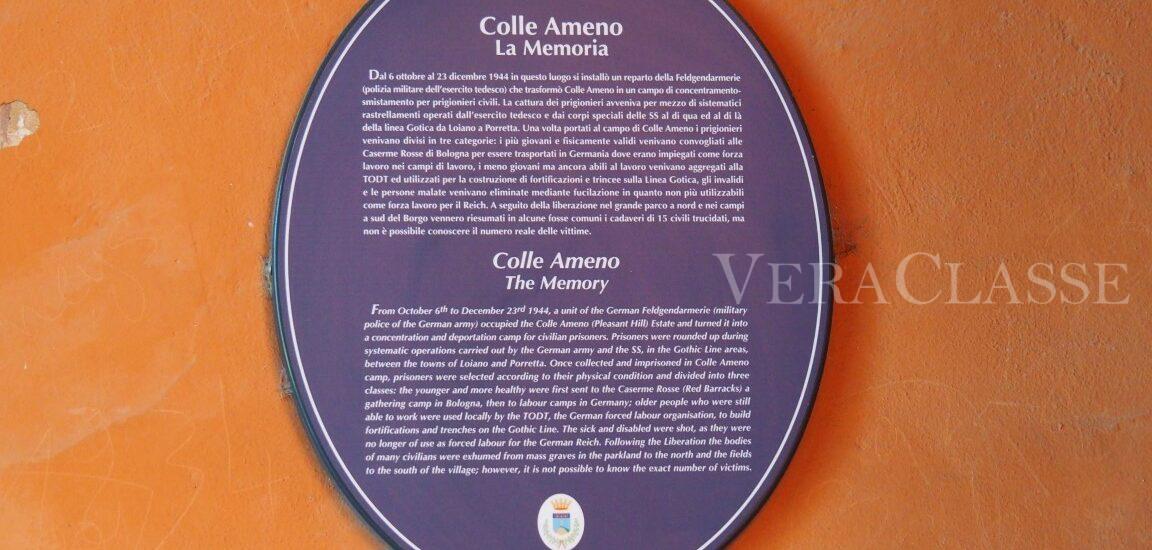 Colle Ameno
La Memoria
Dal 6 ottobre al 23 dicembre 1944 in questo luogo si installò un reparto della Feldgendarmerie
(polizia militare dell'esercito tedesco) che trasformò Colle Ameno in un campo di concentramento-
smistamento per prigionieri civili. La cattura dei prigionieri avveniva per mezzo di sistematici
rastrellamenti operati dall'esercito tedesco e dai corpi speciali delle SS al di qua ed al di là
della linea Gotica da Loiano a Porretta. Una volta portati al campo di Colle Ameno i prigionieri
venivano divisi in tre categorie: i più giovani e fisicamente validi venivano convogliati alle
Caserme Rosse di Bologna per essere trasportati in Germania dove erano impiegati come forza
lavoro nei campi di lavoro, i meno giovani ma ancora abili al lavoro venivano aggregati alla
TODT ed utilizzati per la costruzione di fortificazioni e trincee sulla Linea Gotica, gli invalidi
e le persone malate venivano eliminate mediante fucilazione in quanto non più utilizzabili
come forza lavoro per il Reich. A seguito della liberazione nel grande parco a nord e nei campi
a sud del Borgo vennero riesumati in alcune fosse comuni i cadaveri di 15 civili trucidati, ma
non è possibile conoscere il numero reale delle vittime.
Colle Ameno
The Memory
From October 6th to December 23rd 1944, a unit of the German Feldgendarmerie (military
police of the German army) occupied the Colle Ameno (Pleasant Hill) Estate and turned it into
a concentration and deportation camp for civilian prisoners. Prisoners were rounded up during
systematic operations carried out by the German army and the SS, in the Gothic Line areas,
between the towns of Loiano and Porretta. Once collected and imprisoned in Colle Ameno
camp, prisoners were selected according to their physical condition and divided into three
classes: the younger and more healthy were first sent to the Caserme Rosse (Red Barracks) a
gathering camp in Bologna, then to labour camps in Germany; older people who were still
able to work were used locally by the TODT, the German forced labour organisation, to build
fortifications and trenches on the Gothic Line. The sick and disabled were shot, as they were
no longer of use as forced labour for the German Reich. Following the Liberation the bodies
of many civilians were exhumed from mass graves in the parkland to the north and the fields
to the south of the village; however, it is not possible to know the exact number of victims.
VERACLASSE